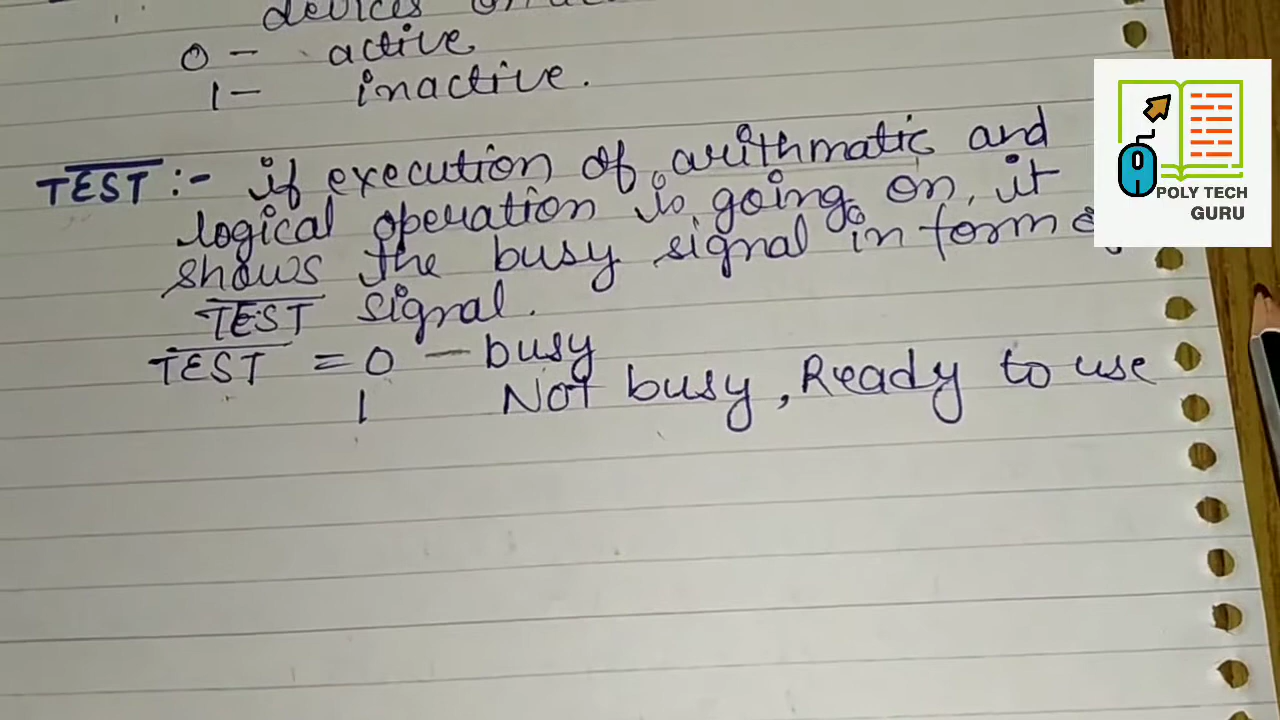 devices
0 - active
1 - inactive.
TEST :- if execution of arithmatic and
logical operation is going on, it
shows the busy signal in form
TEST signal.
TEST = 0 - busy
1 Not busy, Ready to use
POLY TECH
GURU